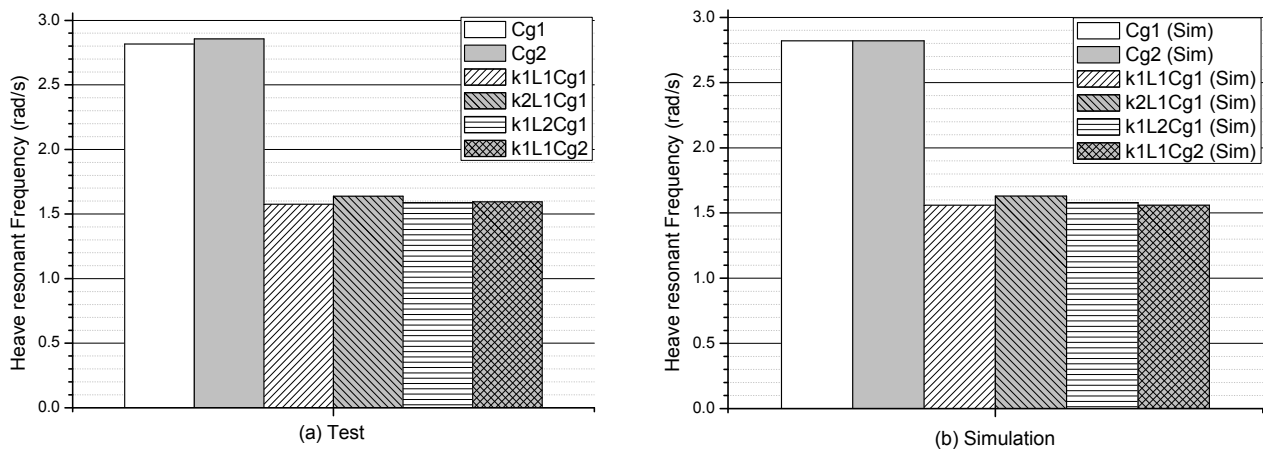 Heave resonant Frequency (rad/s)
3.0
2.5
2.0
1.5
1.0
0.5
0.0
Cg1
Cg2
k1L1Cg1
k2L1Cg1
k1L2Cg1
k1L1Cg2
(a) Test
Heave resonant Frequency (rad/s)
3.0
2.5
2.0
1.5
1.0
0.5
0.0
Cg1 (Sim)
Cg2 (Sim)
k1L1Cg1 (Sim)
k2L1Cg1 (Sim)
k1L2Cg1 (Sim)
k1L1Cg2 (Sim)
(b) Simulation